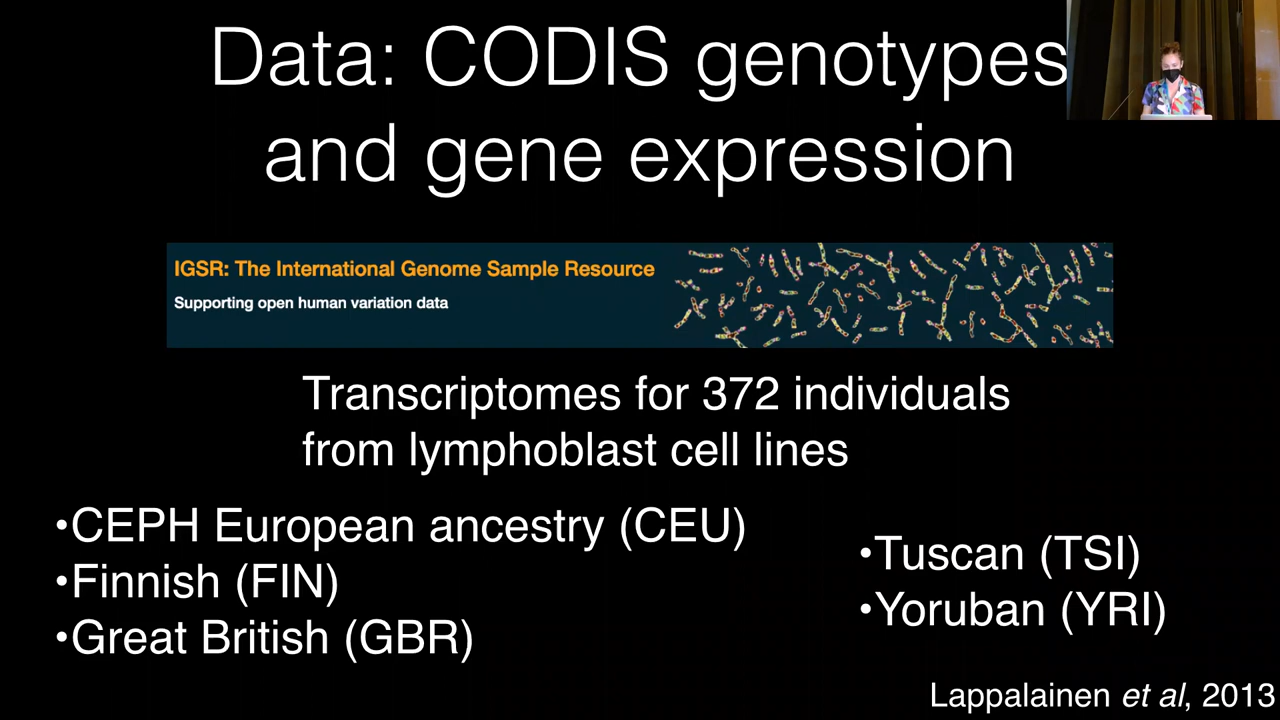 Data: CODIS genotypes
and gene expression
IGSR: The International Genome Sample Resource
Supporting open human variation data
Transcriptomes for 372 individuals
from lymphoblast cell lines
•CEPH European ancestry (CEU)
•Finnish (FIN)
•Great British (GBR)
•Tuscan (TSI)
•Yoruban (YRI)
Lappalainen et al, 2013